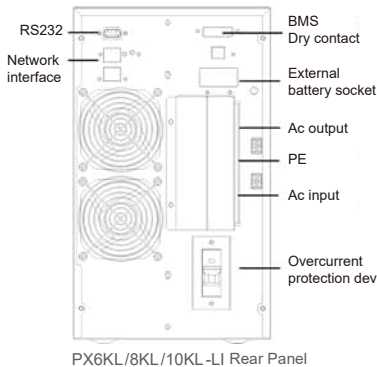 RS232
Network
interface
BMS
Dry contact
External
battery socket
Ac output
PE
Ac input
Overcurrent
protection dev
PX6KL/8KL/10KL-LI Rear Panel